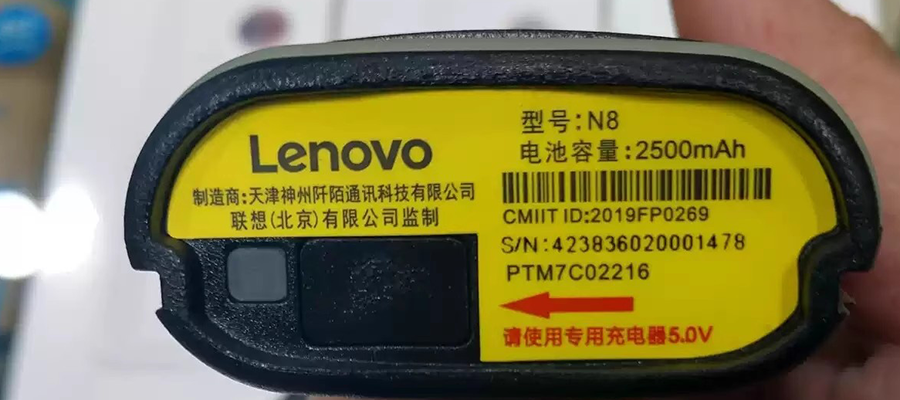 Lenovo
制造商:天津神州阡陌通讯科技有限公司
联想(北京)有限公司监制
型号:N8
电池容量:2500mAh
CMIIT ID:2019FP0269
S/N:423836020001478
PTM7C02216
请使用专用充电器5.0V